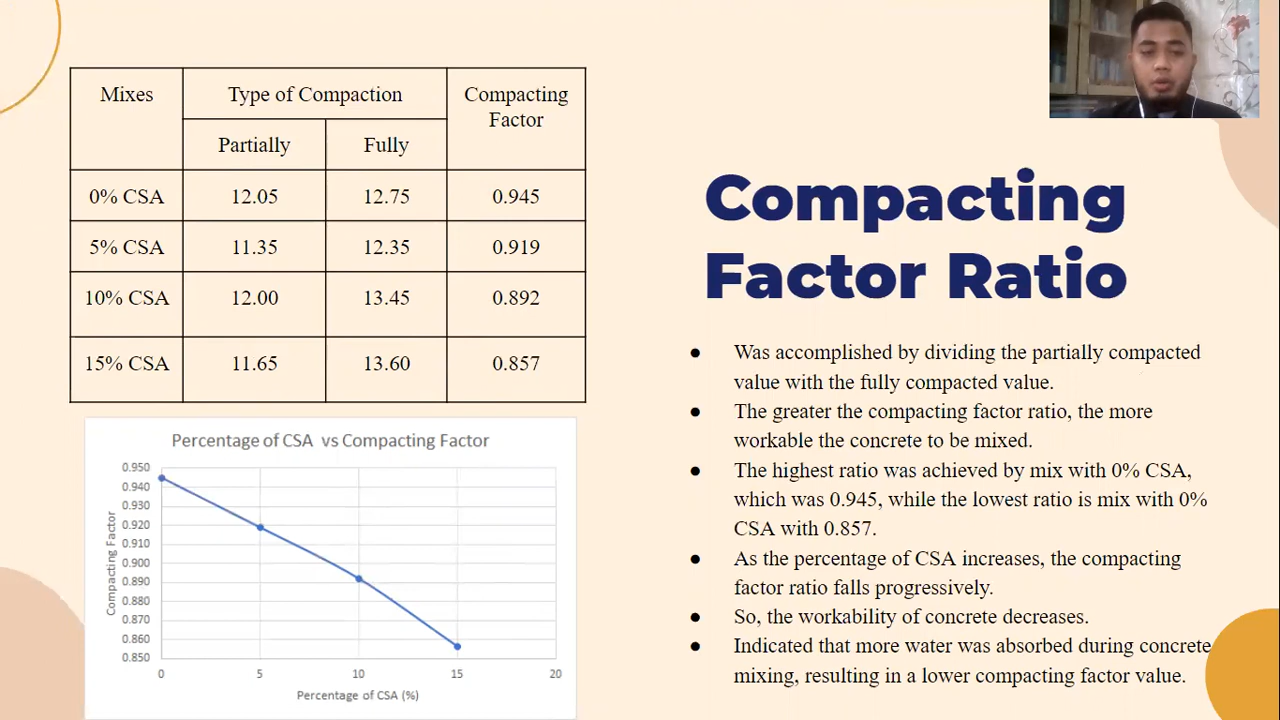 Mixes
Type of Compaction
Compacting
Factor
Partially
Fully
0% CSA 12.05 12.75 0.945
5% CSA 11.35 12.35 0.919
10% CSA 12.00 13.45 0.892
15% CSA 11.65 13.60 0.857
Percentage of CSA vs Compacting Factor
Compacting Factor
0.950
0.940
0.930
0.920
0.910
0.900
0.890
0.880
0.870
0.860
0.850
0 5 10 15 20
Percentage of CSA (%)
Compacting
Factor Ratio
● Was accomplished by dividing the partially compacted
value with the fully compacted value.
● The greater the compacting factor ratio, the more
workable the concrete to be mixed.
● The highest ratio was achieved by mix with 0% CSA,
which was 0.945, while the lowest ratio is mix with 0%
CSA with 0.857.
● As the percentage of CSA increases, the compacting
factor ratio falls progressively.
● So, the workability of concrete decreases.
● Indicated that more water was absorbed during concrete
mixing, resulting in a lower compacting factor value.